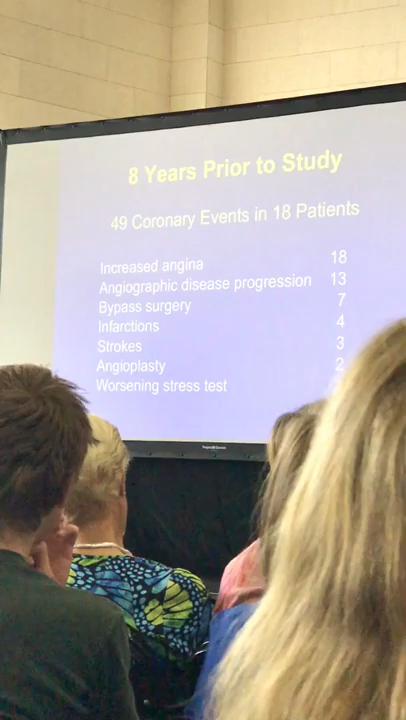 8 Years Prior to Study
49 Coronary Events in 18 Patients
Increased angina 18
Angiographic disease progression 13
Bypass surgery 7
Infarctions 4
Strokes 3
Angioplasty 2
Worsening stress test